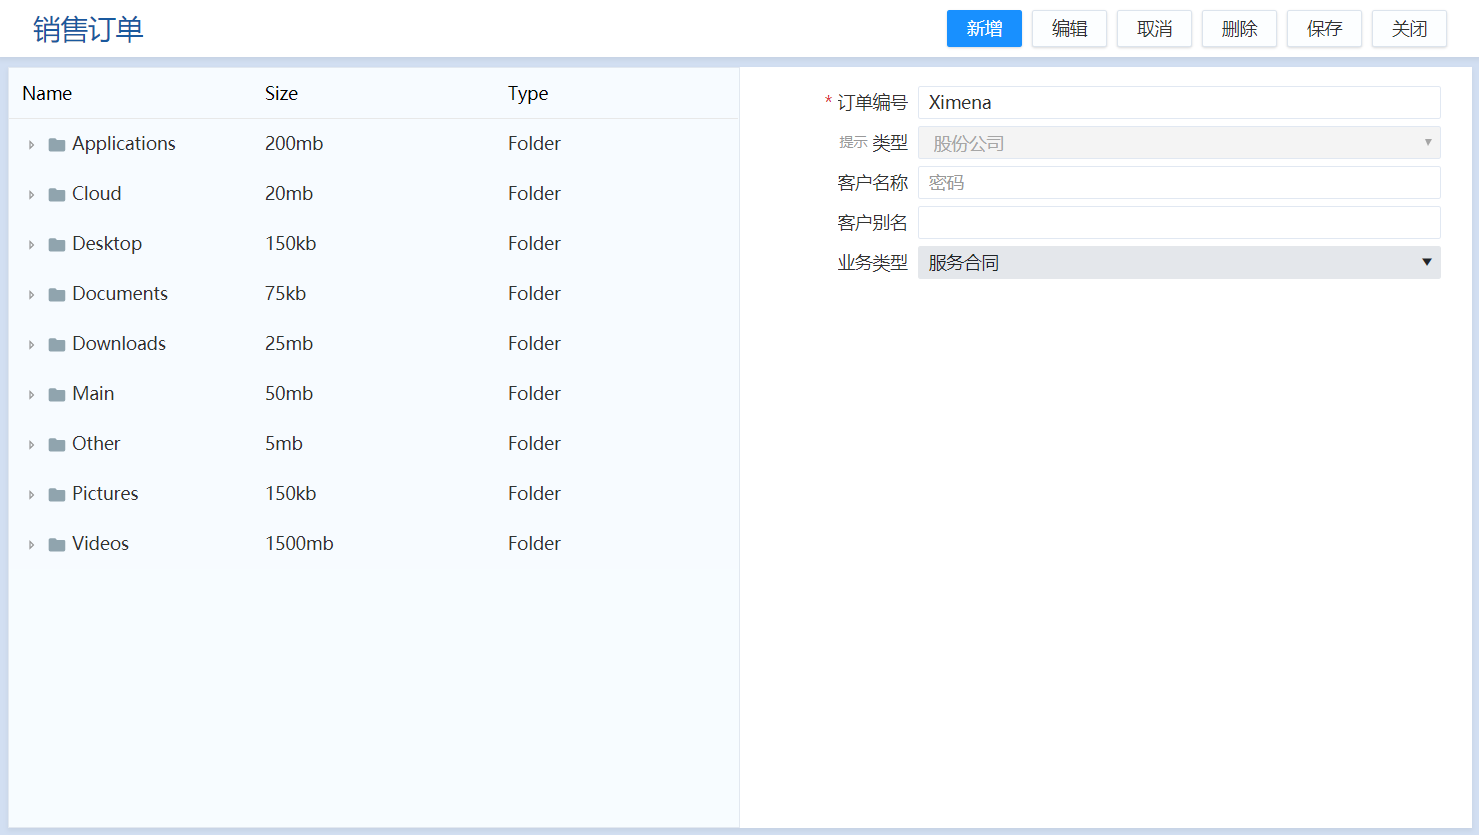 销售订单
新增 编辑 取消 删除 保存 关闭
Name Size Type
Applications 200mb Folder
Cloud 20mb Folder
Desktop 150kb Folder
Documents 75kb Folder
Downloads 25mb Folder
Main 50mb Folder
Other 5mb Folder
Pictures 150kb Folder
Videos 1500mb Folder
* 订单编号 Ximena
提示 类型 股份公司
客户名称 密码
客户别名
业务类型 服务合同